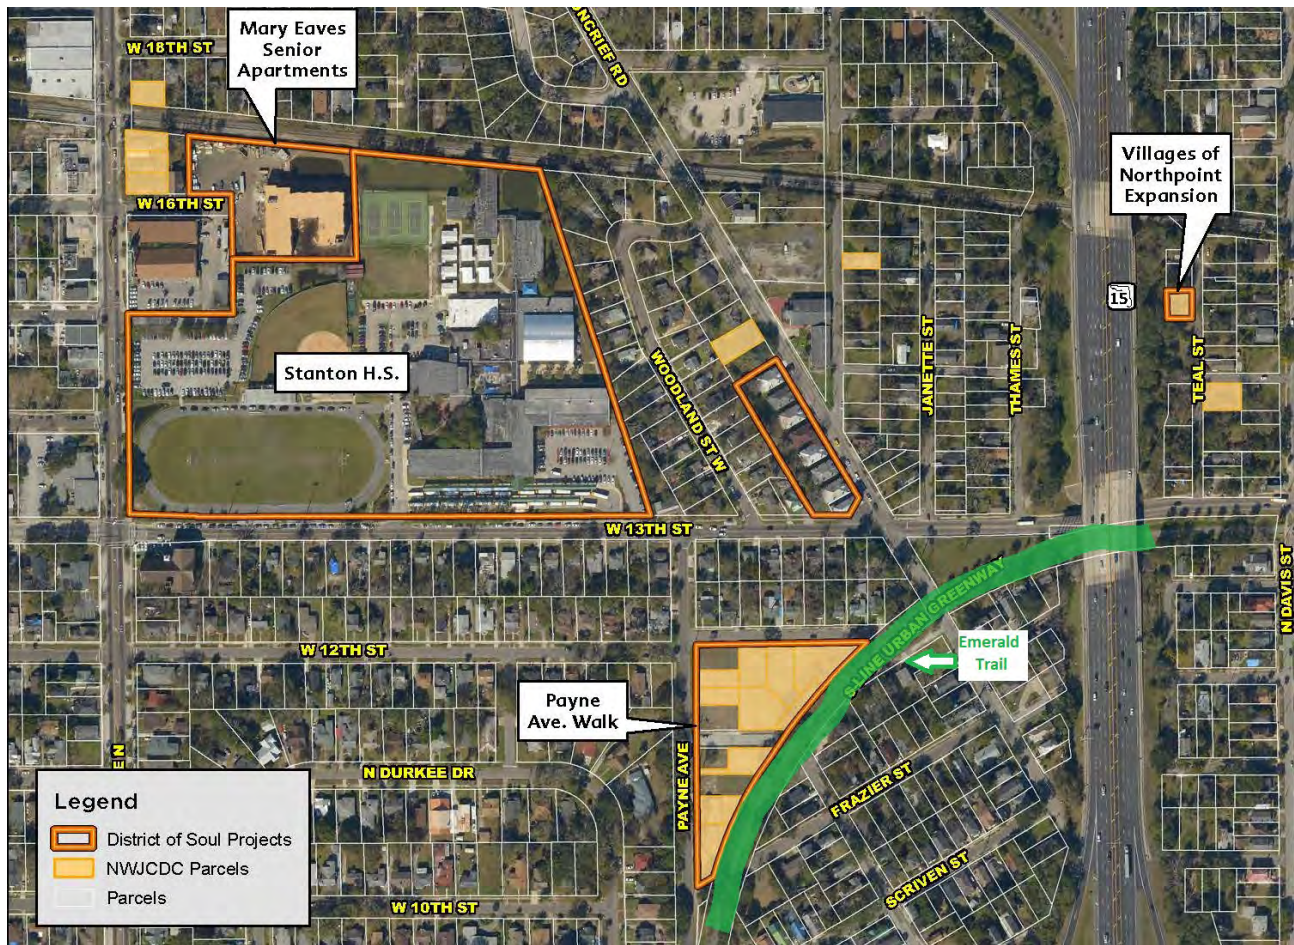 W 18TH ST
Mary Eaves
Senior
Apartments
ONCRIEF RD
Villages of
Northpoint
Expansion
W 16TH ST
15
Stanton H.S.
WOODLAND ST W
JANETTE ST
THAMES ST
TEAL ST
W 13TH ST
N DAVIS ST
S-LINE URBAN GREENWAY
W 12TH ST
Emerald
Trail
Payne
Ave. Walk
E N
N DURKEE DR
PAYNE AVE
FRAZIER ST
SCRIVEN ST
W 10TH ST
Legend
District of Soul Projects
NWJCDC Parcels
Parcels